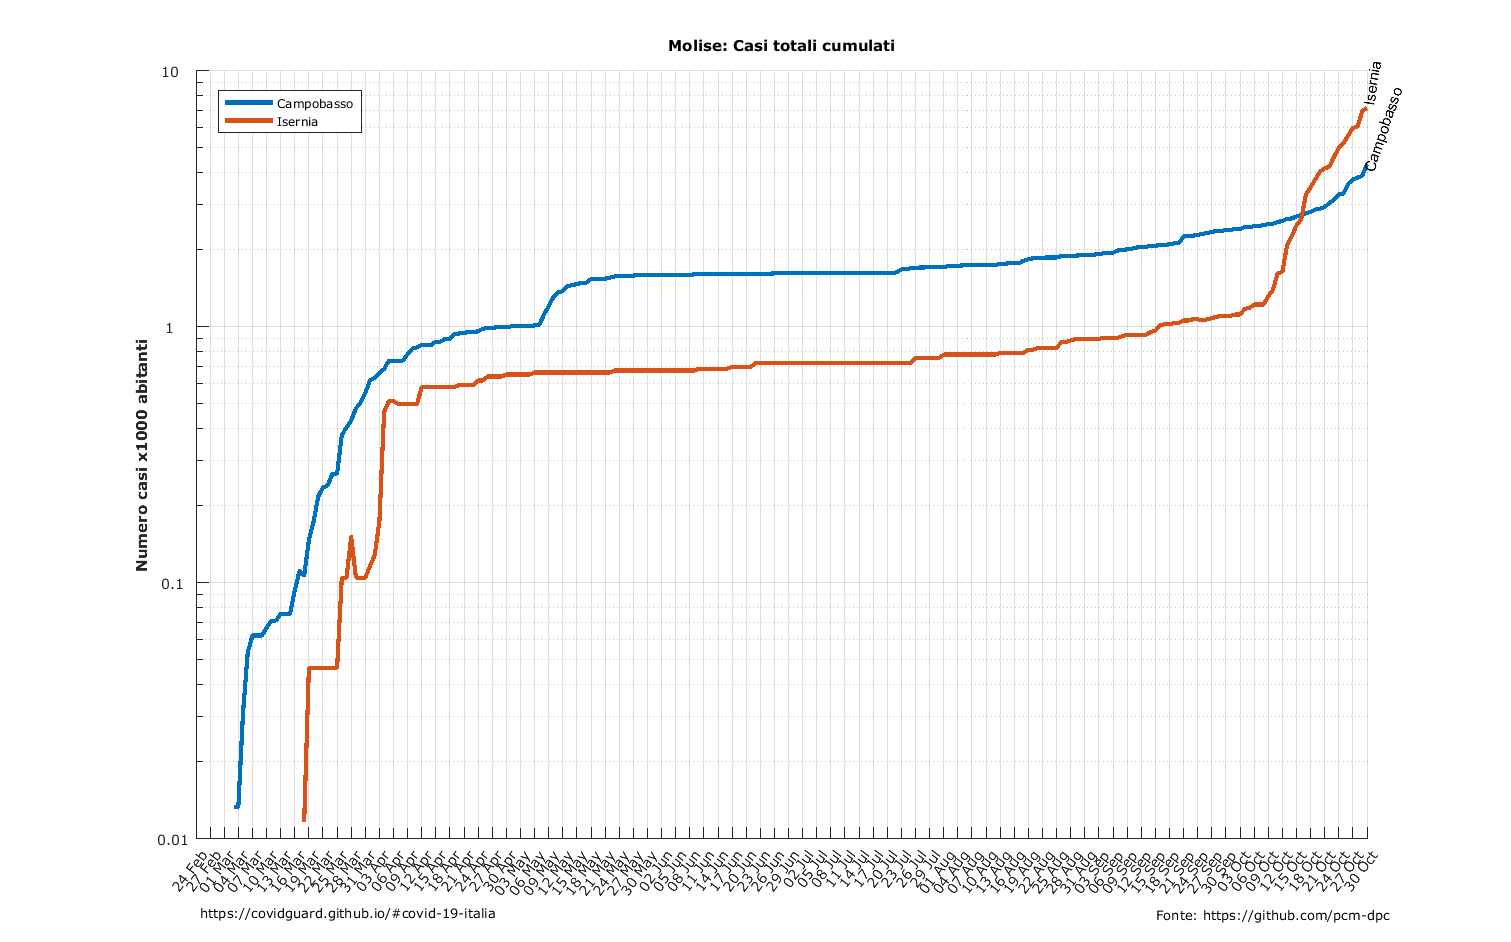 Molise: Casi totali cumulati
10
1
0.1
0.01
Numero casi x1000 abitanti
Campobasso
Isernia
Isernia
Campobasso
24 Feb
27 Feb
01 Mar
04 Mar
07 Mar
10 Mar
13 Mar
16 Mar
19 Mar
22 Mar
25 Mar
28 Mar
31 Mar
03 Apr
06 Apr
09 Apr
12 Apr
15 Apr
18 Apr
21 Apr
24 Apr
27 Apr
30 Apr
03 May
06 May
09 May
12 May
15 May
18 May
21 May
24 May
27 May
30 May
02 Jun
05 Jun
08 Jun
11 Jun
14 Jun
17 Jun
20 Jun
23 Jun
26 Jun
29 Jun
02 Jul
05 Jul
08 Jul
11 Jul
14 Jul
17 Jul
20 Jul
23 Jul
26 Jul
29 Jul
01 Aug
04 Aug
07 Aug
10 Aug
13 Aug
16 Aug
19 Aug
22 Aug
25 Aug
28 Aug
31 Aug
03 Sep
06 Sep
09 Sep
12 Sep
15 Sep
18 Sep
21 Sep
24 Sep
27 Sep
30 Sep
03 Oct
06 Oct
09 Oct
12 Oct
15 Oct
18 Oct
21 Oct
24 Oct
27 Oct
30 Oct
https://covidguard.github.io/#covid-19-italia
Fonte: https://github.com/pcm-dpc